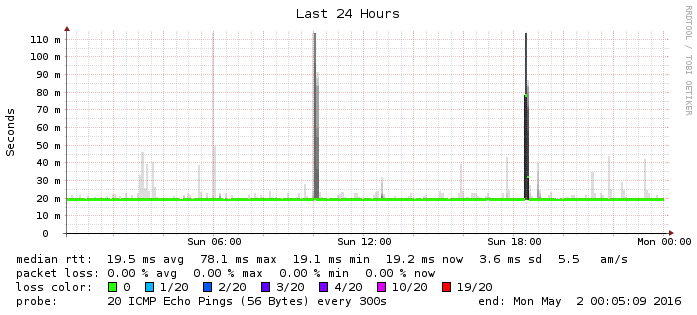 Last 24 Hours
RRDTOOL / TOBI OETIKER
Seconds
110 m
100 m
90 m
80 m
70 m
60 m
50 m
40 m
30 m
20 m
10 m
0
Sun 06:00 Sun 12:00 Sun 18:00 Mon 00:00
median rtt: 19.5 ms avg 78.1 ms max 19.1 ms min 19.2 ms now 3.6 ms sd 5.5 am/s
packet loss: 0.00 % avg 0.00 % max 0.00 % min 0.00 % now
loss color: 0 1/20 2/20 3/20 4/20 10/20 19/20
probe: 20 ICMP Echo Pings (56 Bytes) every 300s end: Mon May 2 00:05:09 2016